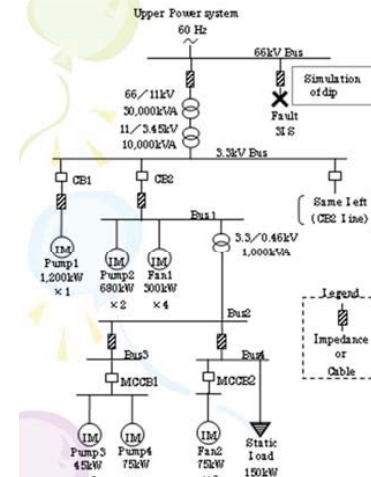 Upper Power system
60 Hz
66kV Bus
66/11kV
30,000kVA
11/3.45kV
10,000kVA
Simulation
of dip
Fault
3LS
3.3kV Bus
CB1
CB2
Same Left
(CB2 Line)
Bus1
3.3/0.46kV
1,000kVA
IM
Pump1
1,200kW
×1
IM
Pump2
680kW
×2
IM
Fan1
300kW
×4
Legend
Impedance
or
Cable
Bus2
Bus3
Bus4
MCCB1
MCCB2
IM
Pump3
45kW
IM
Pump4
75kW
IM
Fan2
75kW
Static
Load
150kW